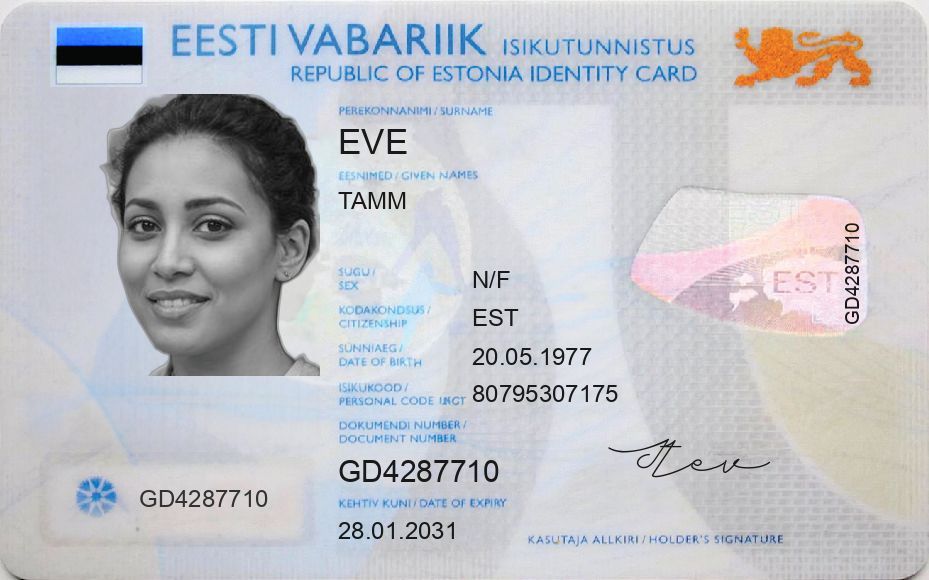 EESTI VABARIIK ISIKUTUNNISTUS
REPUBLIC OF ESTONIA IDENTITY CARD
PEREKONNANIMI / SURNAME
EVE
EESNIMED / GIVEN NAMES
TAMM
SUGU /
SEX
N/F
KODAKONDSUS /
CITIZENSHIP
EST
SÜNNIAEG /
DATE OF BIRTH
20.05.1977
ISIKUKOOD /
PERSONAL CODE
80795307175
DOKUMENDI NUMBER /
DOCUMENT NUMBER
GD4287710
KEHTIV KUNI / DATE OF EXPIRY
28.01.2031
GD4287710
EST
GD4287710
KASUTAJA ALLKIRI / HOLDER'S SIGNATURE